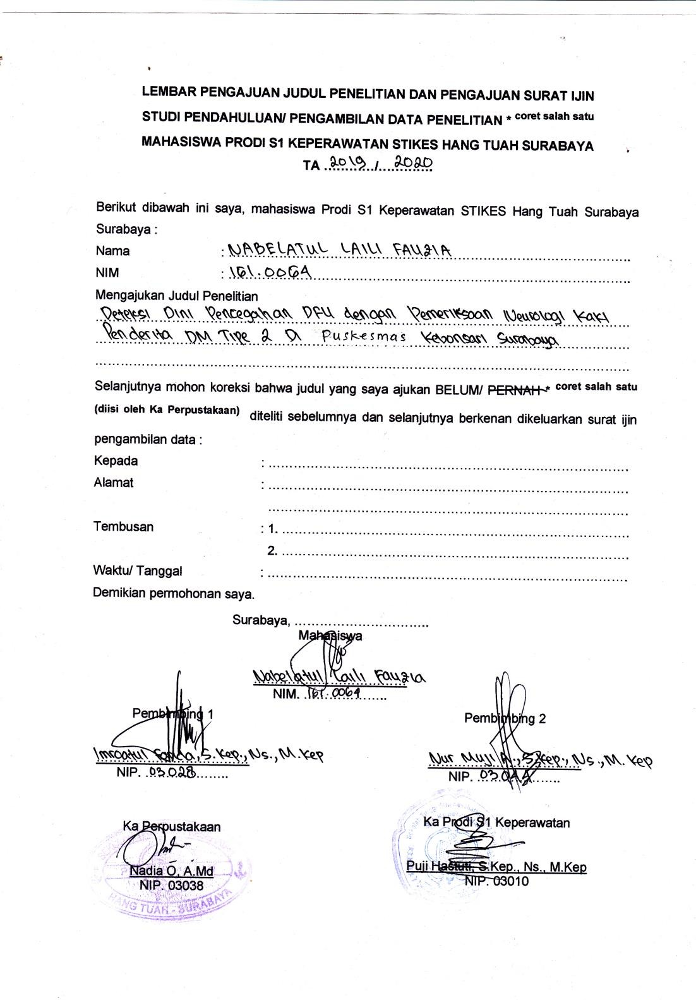 LEMBAR PENGAJUAN JUDUL PENELITIAN DAN PENGAJUAN SURAT IJIN
STUDI PENDAHULUAN/ PENGAMBILAN DATA PENELITIAN * coret salah satu
MAHASISWA PRODI S1 KEPERAWATAN STIKES HANG TUAH SURABAYA
TA 2019 / 2020
Berikut dibawah ini saya, mahasiswa Prodi S1 Keperawatan STIKES Hang Tuah Surabaya
Surabaya :
Nama : NABELATUL LAILI FAUZIA
NIM : 161.0064
Mengajukan Judul Penelitian
Deteksi Dini Pencegahan DFU dengan Pemeriksaan Neurologi Kaki
Penderita DM Tipe 2 Di Puskesmas Kebonsari Surabaya
Selanjutnya mohon koreksi bahwa judul yang saya ajukan BELUM/ PERNAH * coret salah satu
(diisi oleh Ka Perpustakaan) diteliti sebelumnya dan selanjutnya berkenan dikeluarkan surat ijin
pengambilan data :
Kepada :
Alamat :
Tembusan : 1.
2.
Waktu/ Tanggal :
Demikian permohonan saya.
Surabaya,
Mahasiswa
Nabelatul Laili Fauzia
NIM. 161.0064
Pembimbing 1
Imroatul Farida, S.Kep., Ns., M.Kep
NIP. 03.028
Pembimbing 2
Nur Muji A., S.Kep., Ns., M.Kep
NIP.
Ka Perpustakaan
Nadia O, A.Md
NIP. 03038
HANG TUAH - SURABAYA
Ka Prodi S1 Keperawatan
Puji Hastuti, S.Kep., Ns., M.Kep
NIP. 03010